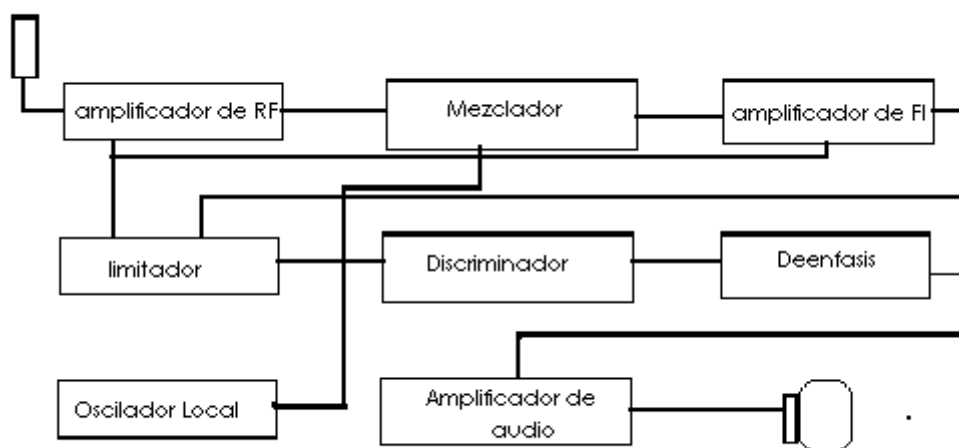 amplificador de RF
Mezclador
amplificador de FI
limitador
Discriminador
Deenfasis
Oscilador Local
Amplificador de
audio